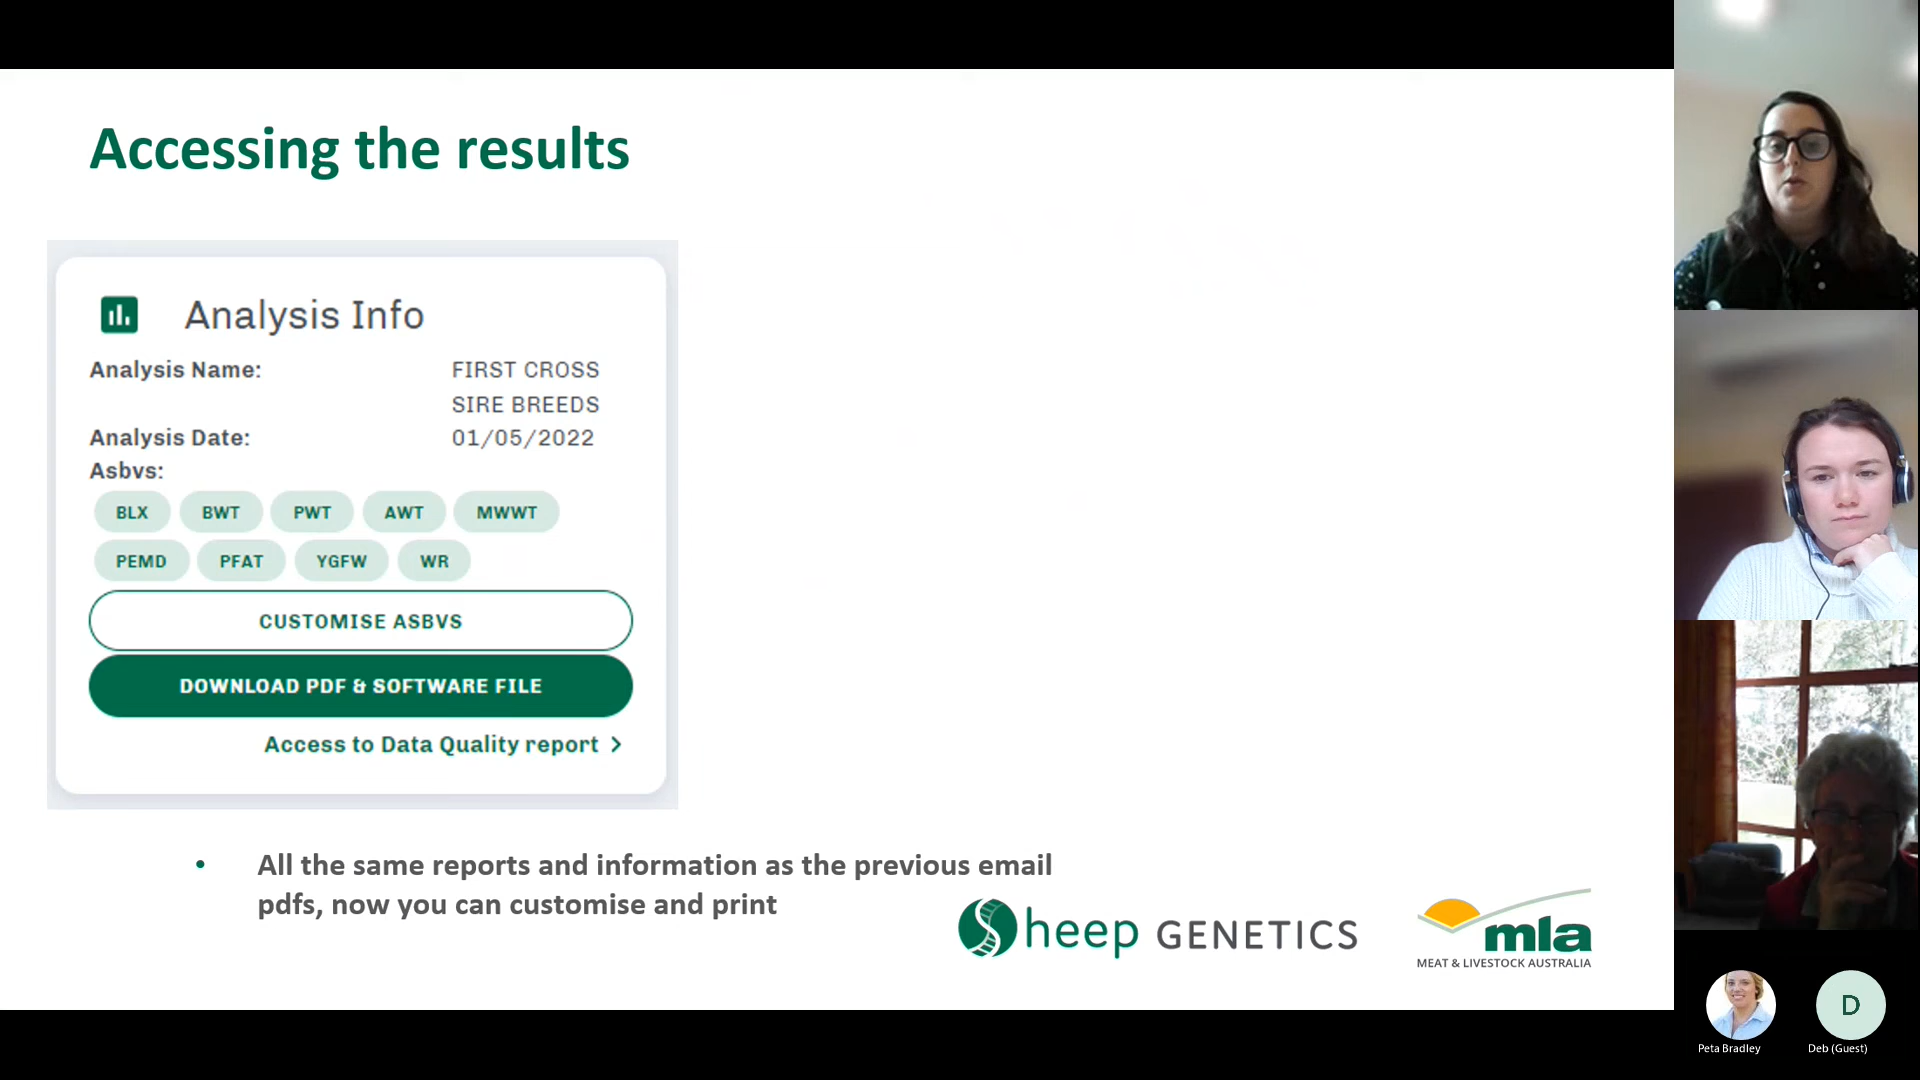 Accessing the results
Analysis Info
Analysis Name: FIRST CROSS
SIRE BREEDS
Analysis Date: 01/05/2022
Asbvs:
BLX BWT PWT AWT MWWT
PEMD PFAT YGFW WR
CUSTOMISE ASBVS
DOWNLOAD PDF & SOFTWARE FILE
Access to Data Quality report >
• All the same reports and information as the previous email
pdfs, now you can customise and print
Sheep GENETICS
mla
MEAT & LIVESTOCK AUSTRALIA
D
Peta Bradley
Deb (Guest)